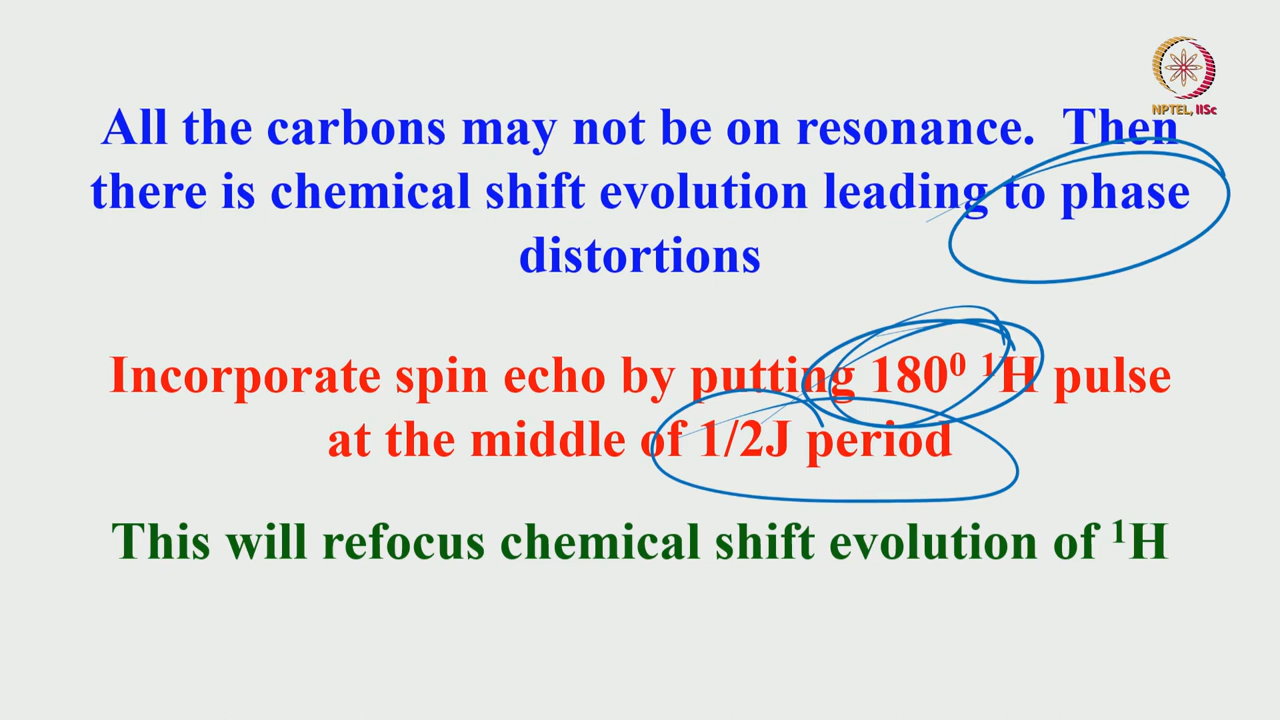 NPTEL, IISc
All the carbons may not be on resonance. Then
there is chemical shift evolution leading to phase
distortions
Incorporate spin echo by putting 180⁰ ¹H pulse
at the middle of 1/2J period
This will refocus chemical shift evolution of ¹H